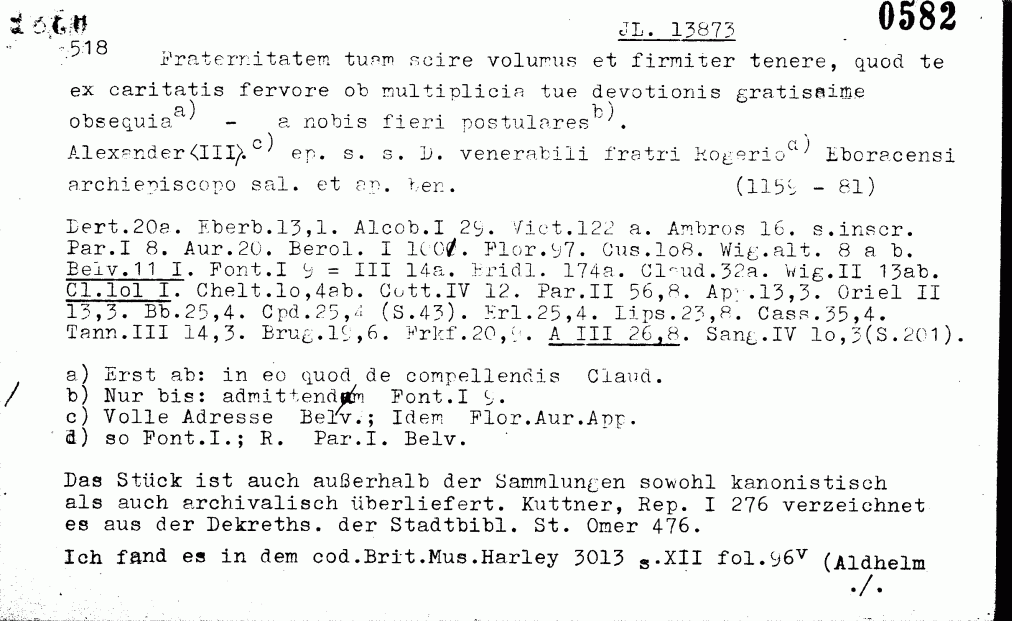 0582
JL. 13873
518
Fraternitatem tuam scire volumus et firmiter tenere, quod te
ex caritatis fervore ob multiplicia tue devotionis gratissime
obsequia a) - a nobis fieri postulares b).
Alexander <III>. c) ep. s. s. D. venerabili fratri Rogerio d) Eboracensi
archiepiscopo sal. et ap. ben. (1159 - 81)
Dert.20a. Eberb.13,1. Alcob.I 29. Vict.122 a. Ambros 16. s.inscr.
Par.I 8. Aur.20. Berol. I 100. Flor.97. Cus.lo8. Wig.alt. 8 a b.
Belv.11 I. Font.I 9 = III 14a. Bridl. 174a. Claud.32a. Wig.II 13ab.
Cl.lol I. Chelt.lo,4ab. Cott.IV 12. Par.II 56,8. App.13,3. Oriel II
13,3. Bb.25,4. Cpd.25,4 (S.43). Erl.25,4. Lips.23,8. Cass.35,4.
Tann.III 14,3. Brug.19,6. Frkf.20,9. A III 26,8. Sang.IV lo,3(S.201).
a) Erst ab: in eo quod de compellendis Claud.
/ b) Nur bis: admittendam Font.I 9.
c) Volle Adresse Belv.; Idem Flor.Aur.App.
d) so Font.I.; R. Par.I. Belv.
Das Stück ist auch außerhalb der Sammlungen sowohl kanonistisch
als auch archivalisch überliefert. Kuttner, Rep. I 276 verzeichnet
es aus der Dekreths. der Stadtbibl. St. Omer 476.
Ich fand es in dem cod.Brit.Mus.Harley 3013 s.XII fol.96v (Aldhelm
./.